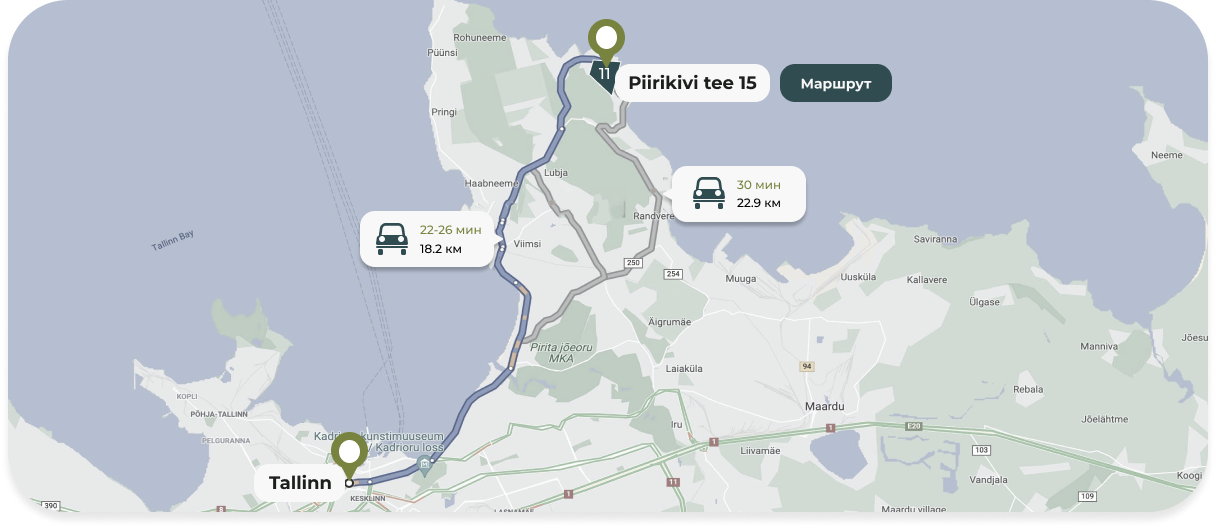 Rohuneeme
Püünsi
11
Piirikivi tee 15
Маршрут
Pringi
Neeme
Lubja
Haabneeme
30 мин
22.9 км
Randvere
22-26 мин
18.2 км
Tallinn Bay
Viimsi
Saviranna
250
254
Muuga
Uusküla
Kallavere
Ülgase
Äigrumäe
Pirita jõeoru
MKA
Manniva
Jõesu
Laiaküla
94
Rebala
KOPLI
PÕHJA-TALLINN
Maardu
Iru
Jõelähtme
E20
1
1
PELGURANNA
Kadrioru kunstimuuseum
/ Kadrioru loss
Liivamäe
103
Tallinn
KESKLINN
11
Vandjala
Koogi
1
109
390
8
LASNAMÄE
Maardu village